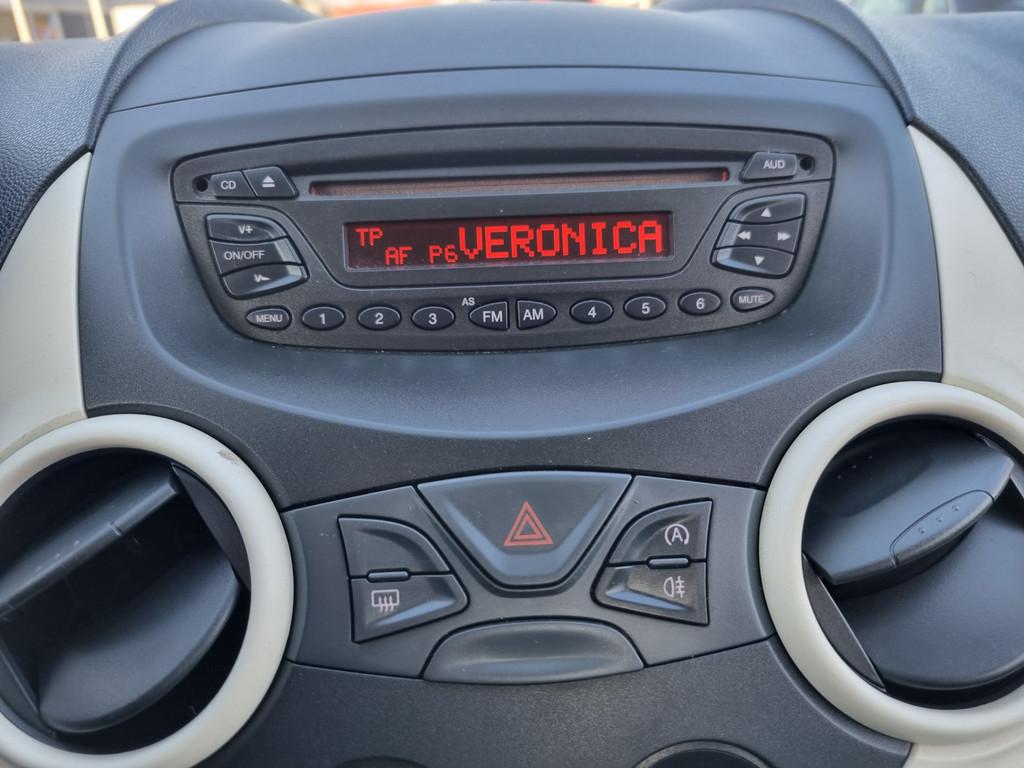 CD
AUD
V+
ON/OFF
V-
TP
AF P6 VERONICA
MENU 1 2 3 AS FM AM 4 5 6 MUTE
A